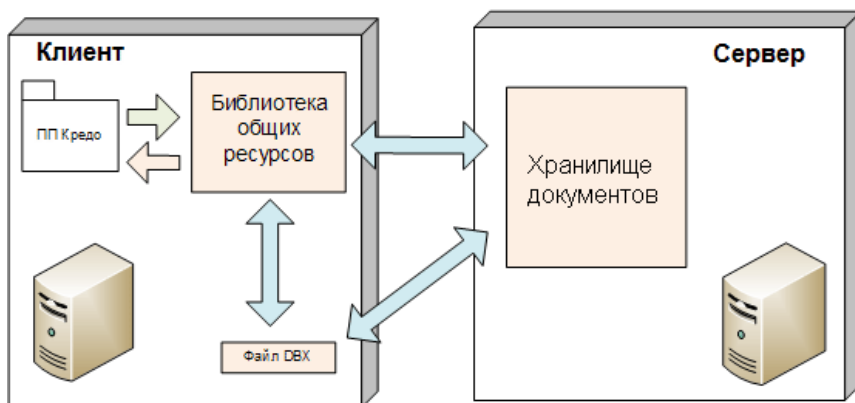 Клиент
ПП Кредо
Библиотека
общих
ресурсов
Файл DBX
Сервер
Хранилище
документов